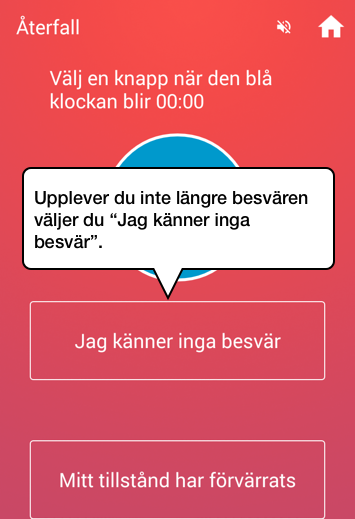 Återfall
Välj en knapp när den blå
klockan blir 00:00
Upplever du inte längre besvären
väljer du “Jag känner inga
besvär”.
Jag känner inga besvär
Mitt tillstånd har förvärrats